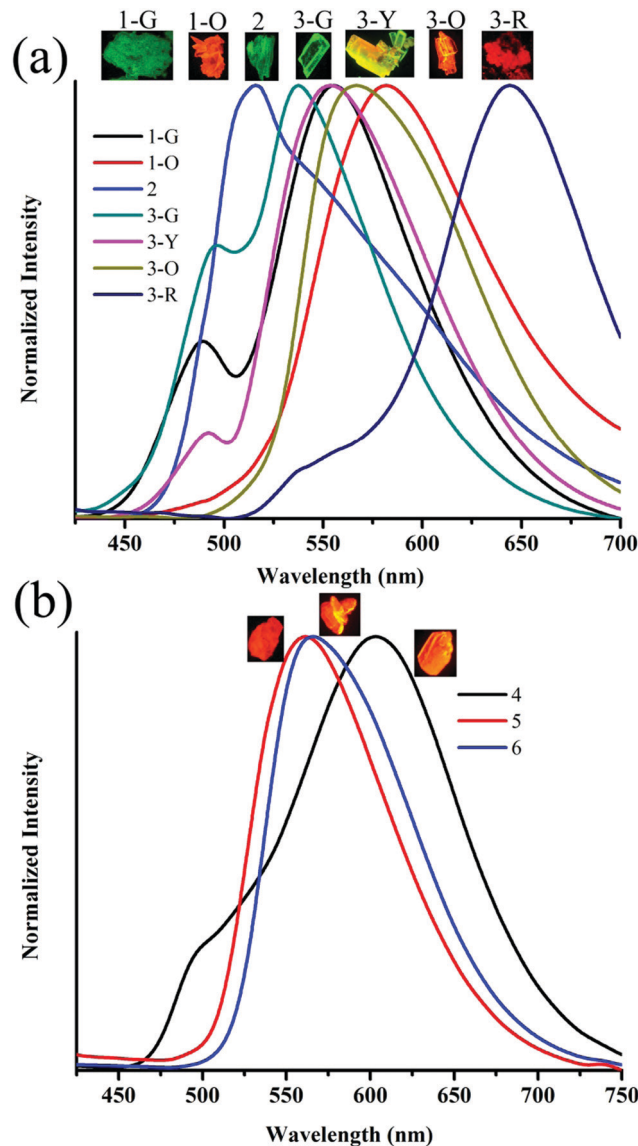 1-G 1-O 2 3-G 3-Y 3-O 3-R
(a)
1-G
1-O
2
3-G
3-Y
3-O
3-R
Normalized Intensity
450 500 550 600 650 700
Wavelength (nm)
(b)
4
5
6
Normalized Intensity
450 500 550 600 650 700 750
Wavelength (nm)